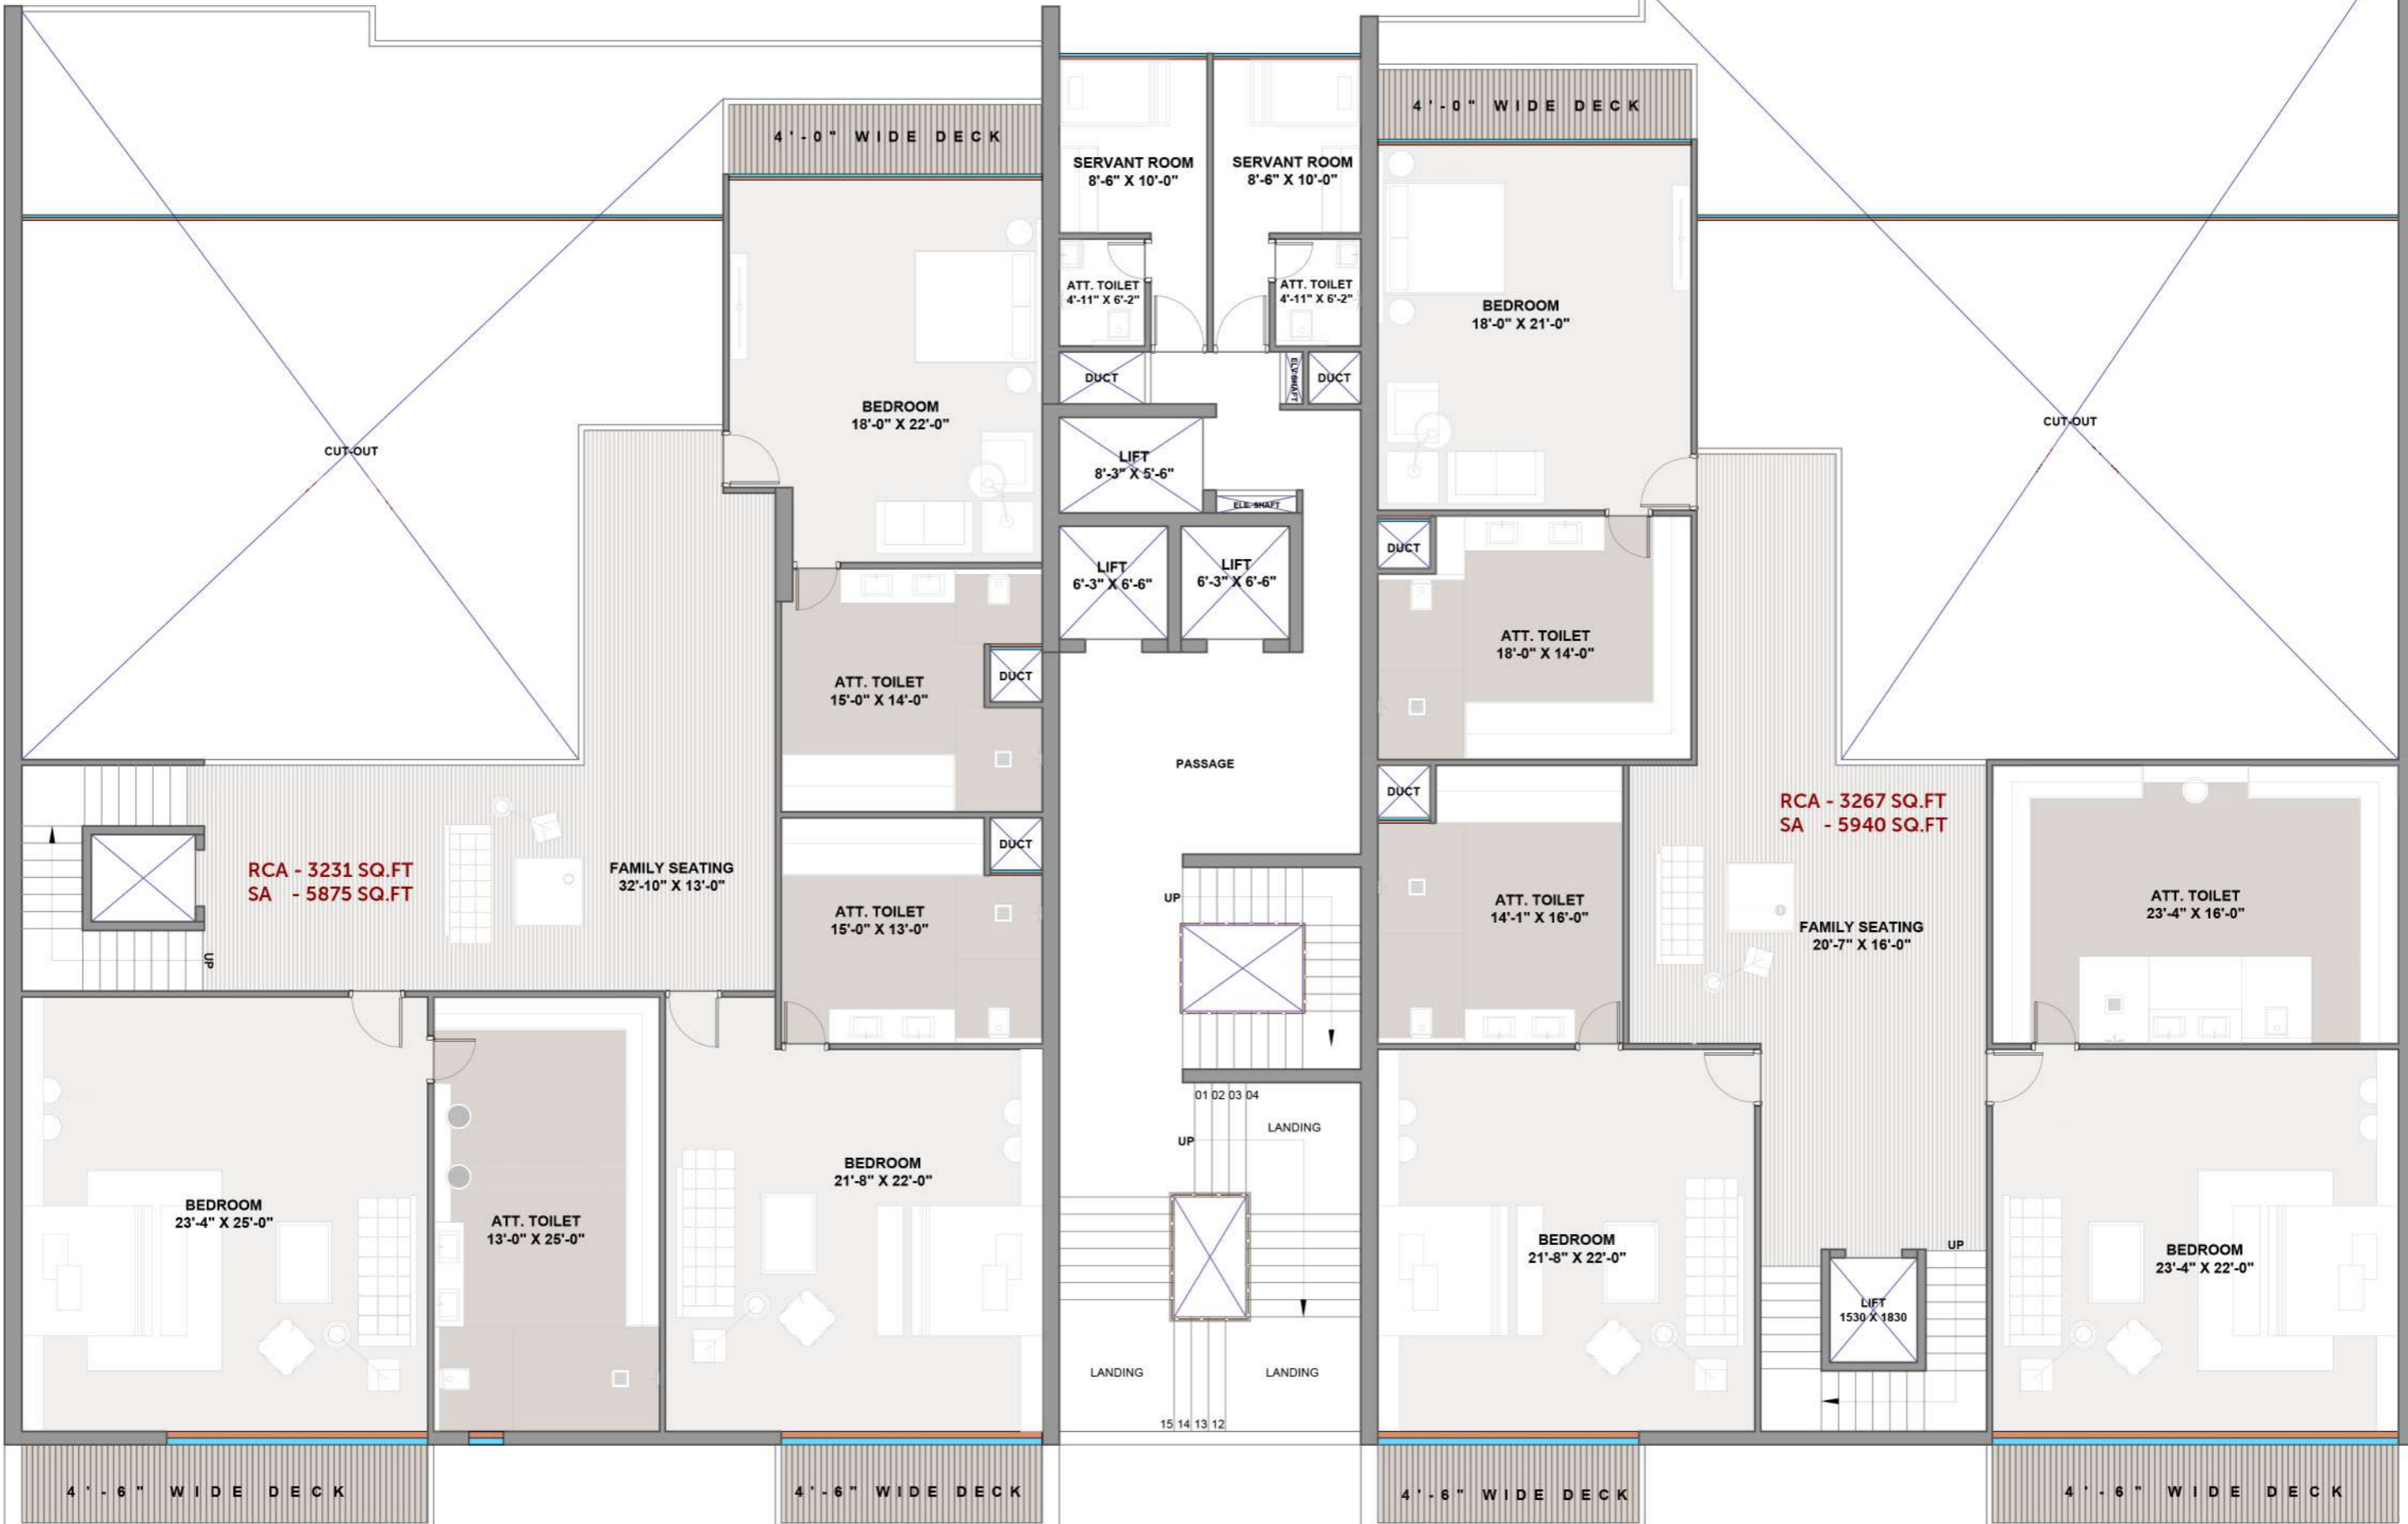 4'-0" WIDE DECK
4'-0" WIDE DECK
SERVANT ROOM
8'-6" X 10'-0"
SERVANT ROOM
8'-6" X 10'-0"
ATT. TOILET
4'-11" X 6'-2"
ATT. TOILET
4'-11" X 6'-2"
BEDROOM
18'-0" X 21'-0"
DUCT
ELV SHAFT
DUCT
BEDROOM
18'-0" X 22'-0"
CUT-OUT
CUT-OUT
LIFT
8'-3" X 5'-6"
ELE. SHAFT
LIFT
6'-3" X 6'-6"
LIFT
6'-3" X 6'-6"
DUCT
ATT. TOILET
18'-0" X 14'-0"
ATT. TOILET
15'-0" X 14'-0"
DUCT
PASSAGE
DUCT
RCA - 3267 SQ.FT
SA - 5940 SQ.FT
DUCT
RCA - 3231 SQ.FT
SA - 5875 SQ.FT
FAMILY SEATING
32'-10" X 13'-0"
ATT. TOILET
15'-0" X 13'-0"
UP
ATT. TOILET
14'-1" X 16'-0"
FAMILY SEATING
20'-7" X 16'-0"
ATT. TOILET
23'-4" X 16'-0"
UP
01 02 03 04
LANDING
UP
BEDROOM
23'-4" X 25'-0"
ATT. TOILET
13'-0" X 25'-0"
BEDROOM
21'-8" X 22'-0"
BEDROOM
21'-8" X 22'-0"
UP
BEDROOM
23'-4" X 22'-0"
LIFT
1530 X 1830
LANDING
LANDING
15 14 13 12
4'-6" WIDE DECK
4'-6" WIDE DECK
4'-6" WIDE DECK
4'-6" WIDE DECK